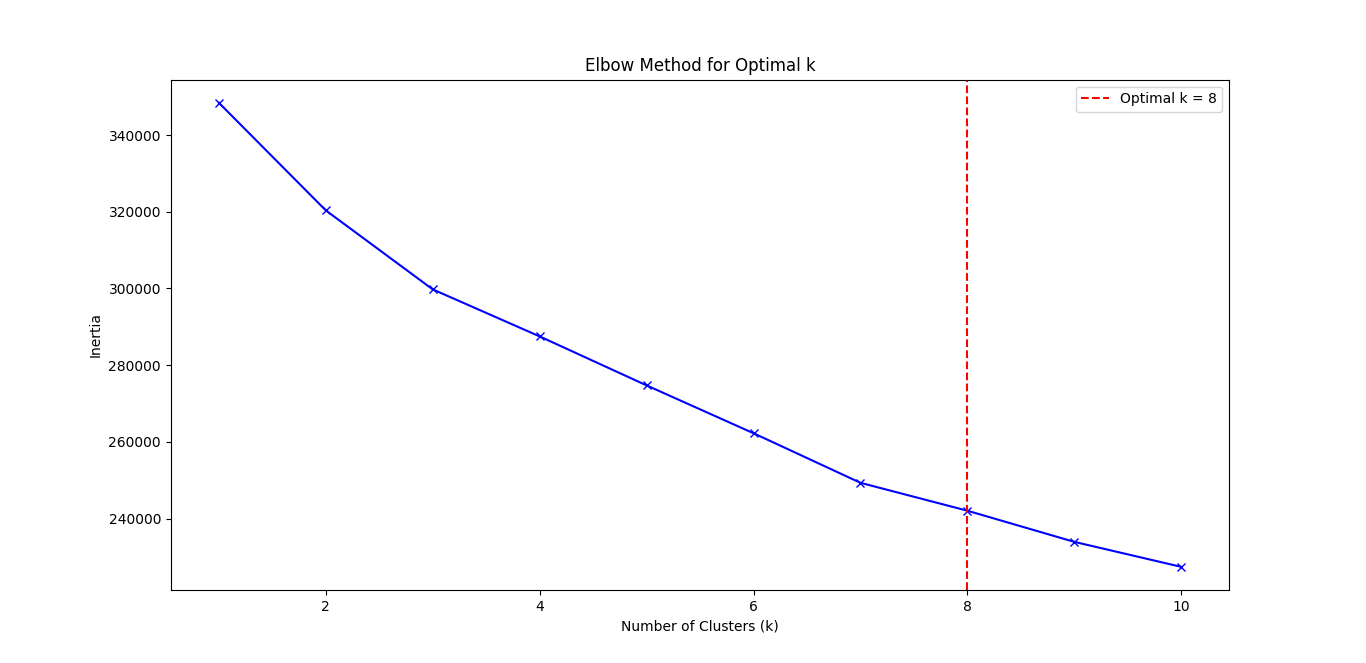 Elbow Method for Optimal k
Optimal k = 8
340000
320000
300000
280000
260000
240000
Inertia
2
4
6
8
10
Number of Clusters (k)